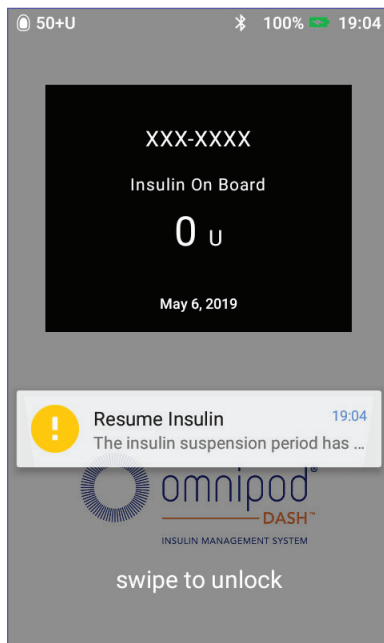 50+U 100% 19:04
XXX-XXXX
Insulin On Board
0 U
May 6, 2019
Resume Insulin 19:04
The insulin suspension period has ...
omnipod®
DASH™
INSULIN MANAGEMENT SYSTEM
swipe to unlock